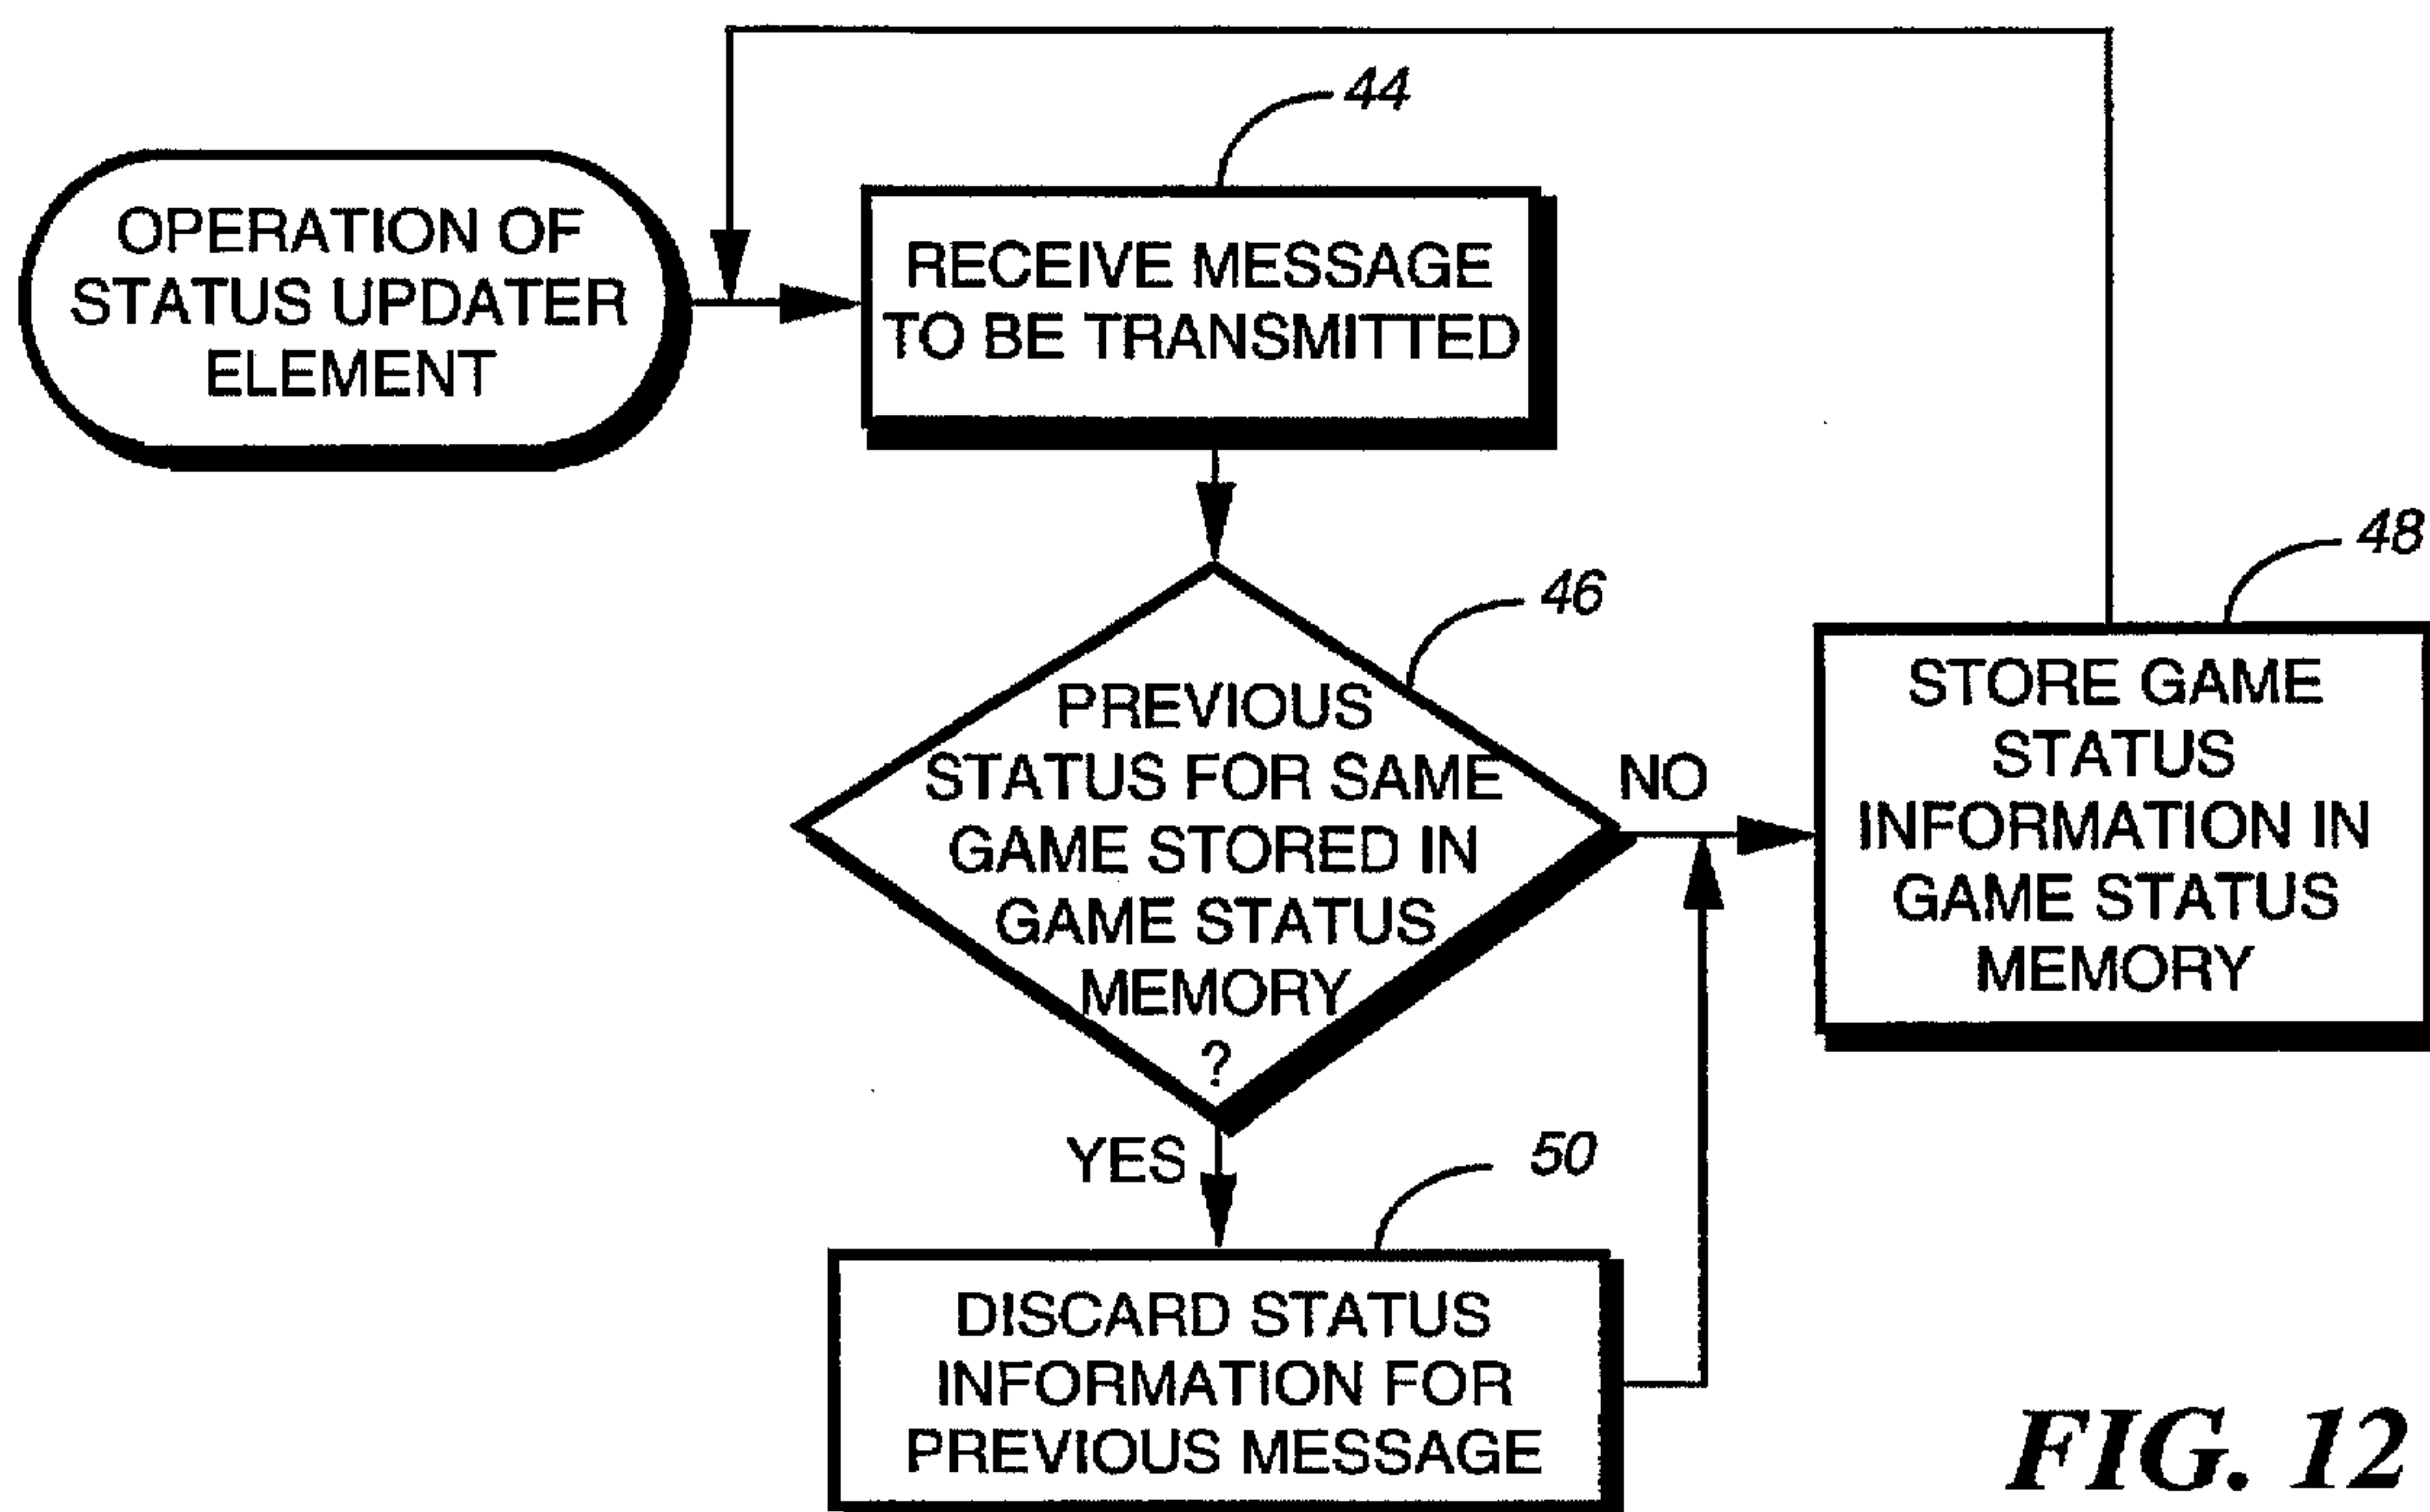 44
OPERATION OF
STATUS UPDATER
ELEMENT
RECEIVE MESSAGE
TO BE TRANSMITTED
46
PREVIOUS
STATUS FOR SAME
GAME STORED IN
GAME STATUS
MEMORY
?
NO
48
STORE GAME
STATUS
INFORMATION IN
GAME STATUS
MEMORY
YES
50
DISCARD STATUS
INFORMATION FOR
PREVIOUS MESSAGE
FIG. 12